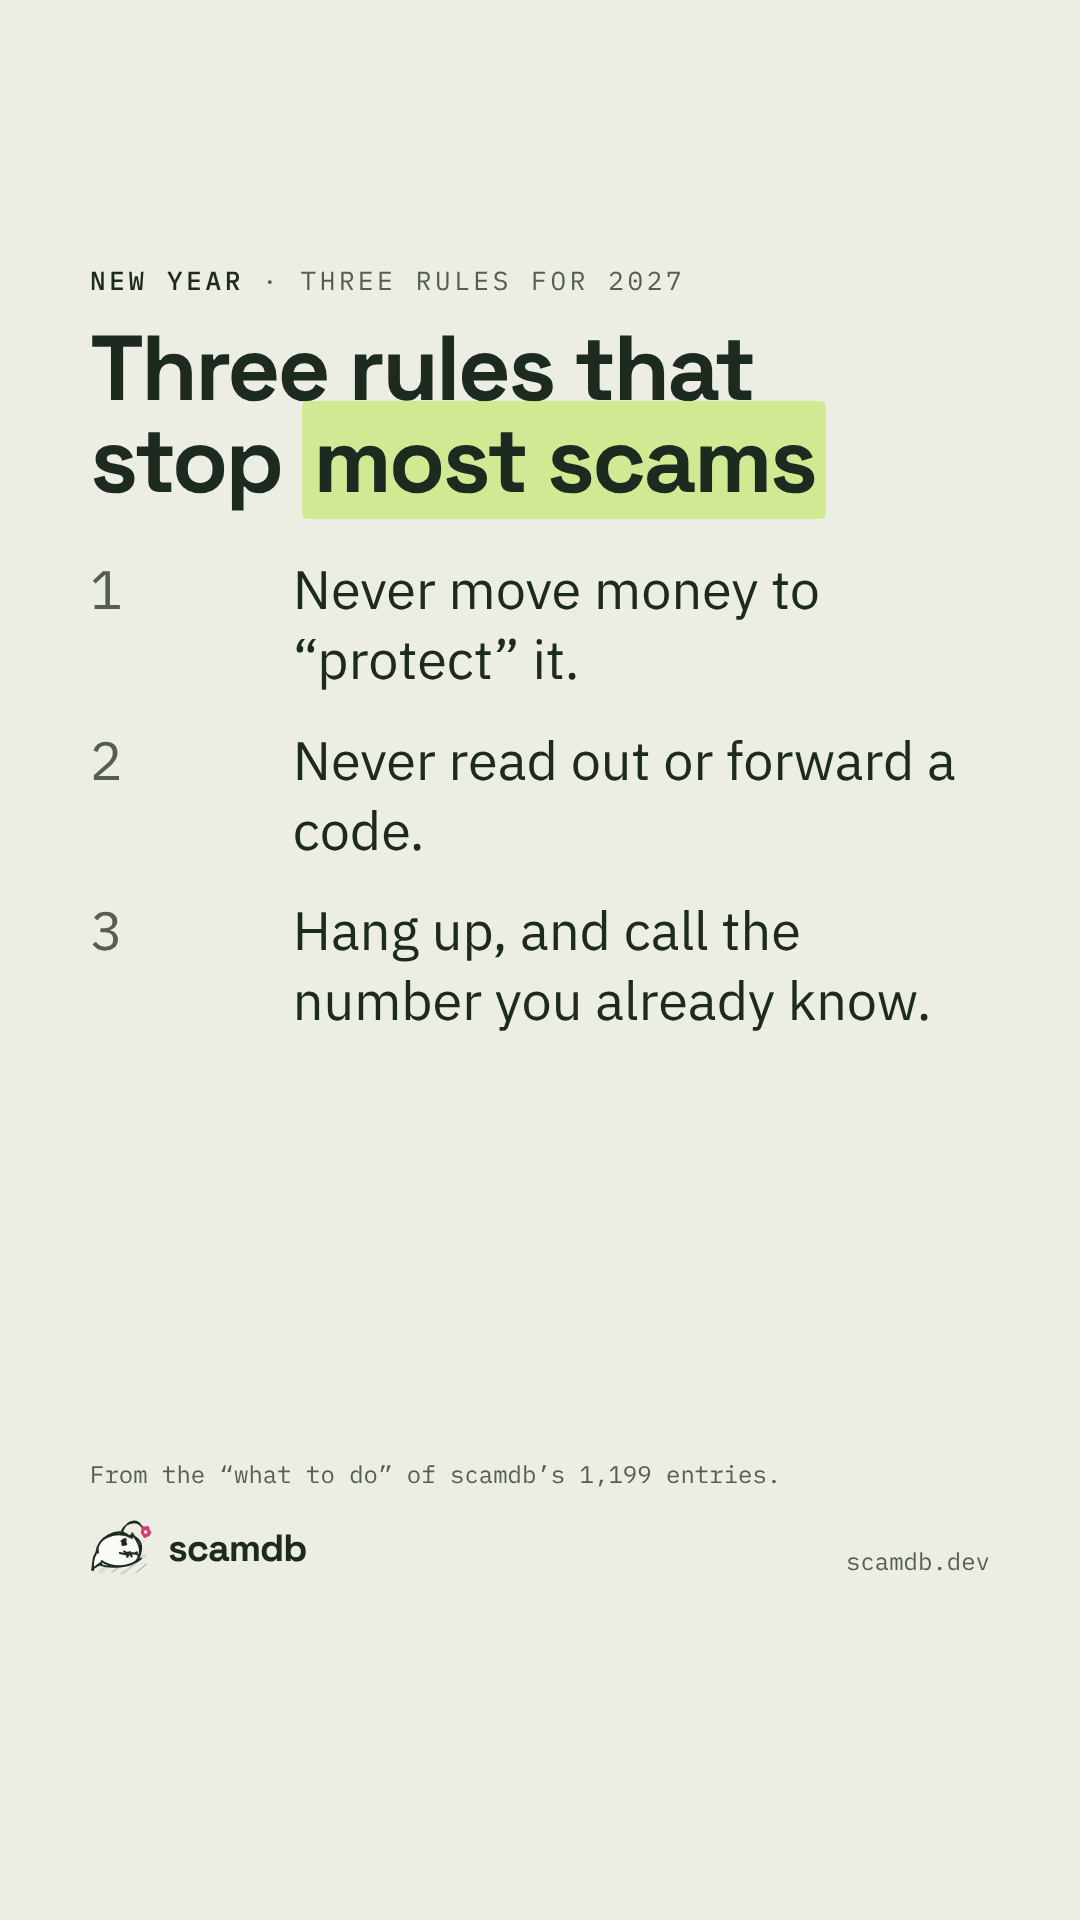 NEW YEAR · THREE RULES FOR 2027
Three rules that
stop most scams
1 Never move money to
“protect” it.
2 Never read out or forward a
code.
3 Hang up, and call the
number you already know.
From the “what to do” of scamdb’s 1,199 entries.
scamdb
scamdb.dev